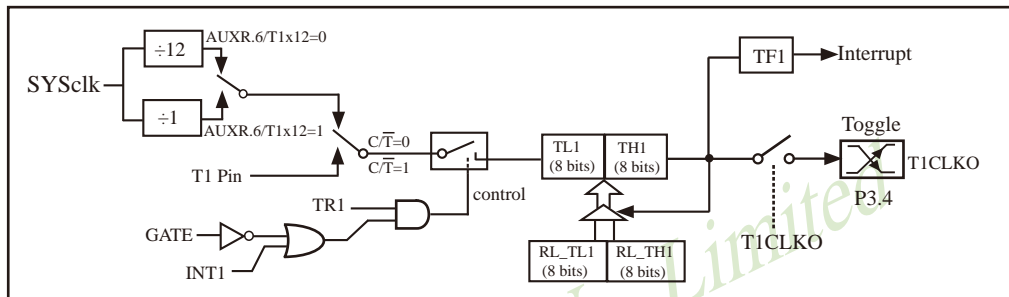 ÷12
AUXR.6/T1x12=0
SYSclk
÷1
AUXR.6/T1x12=1
T1 Pin
C/T̅=0
C/T̅=1
control
TR1
GATE
INT1
TL1
(8 bits)
TH1
(8 bits)
RL_TL1
(8 bits)
RL_TH1
(8 bits)
TF1
Interrupt
Toggle
T1CLKO
P3.4
T1CLKO
Limited